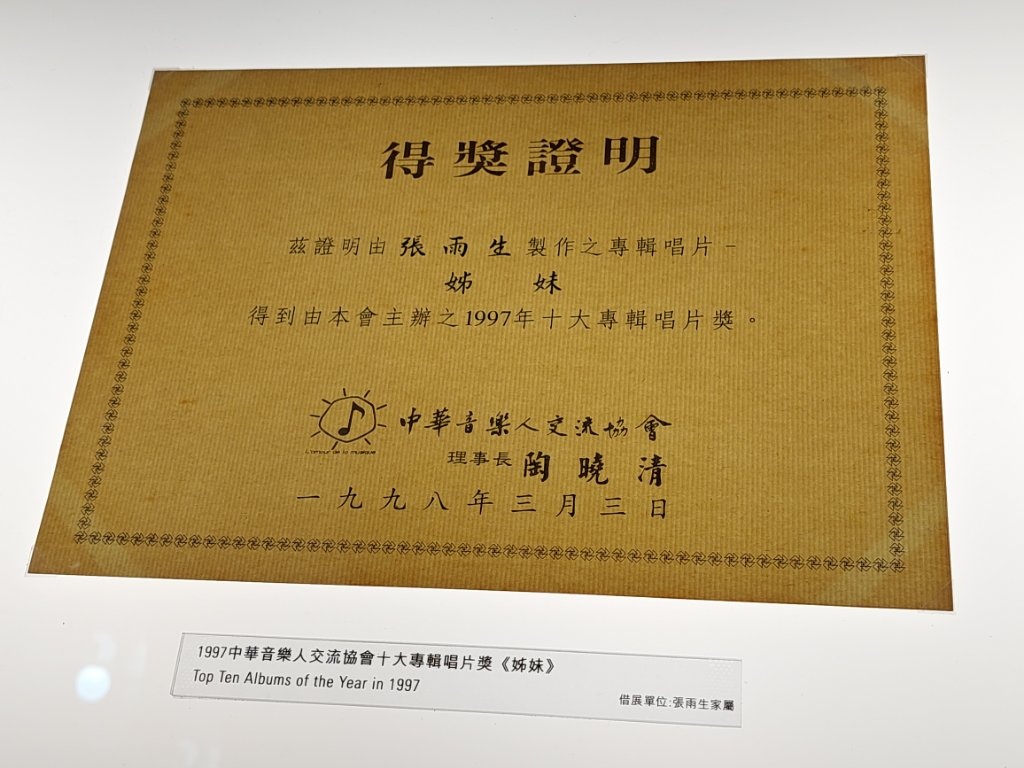 得獎證明
茲證明由張雨生製作之專輯唱片－
姊妹
得到由本會主辦之1997年十大專輯唱片獎。
L'amour de la musique
中華音樂人交流協會
理事長陶曉清
一九九八年三月三日
1997中華音樂人交流協會十大專輯唱片獎《姊妹》
Top Ten Albums of the Year in 1997
借展單位:張雨生家屬